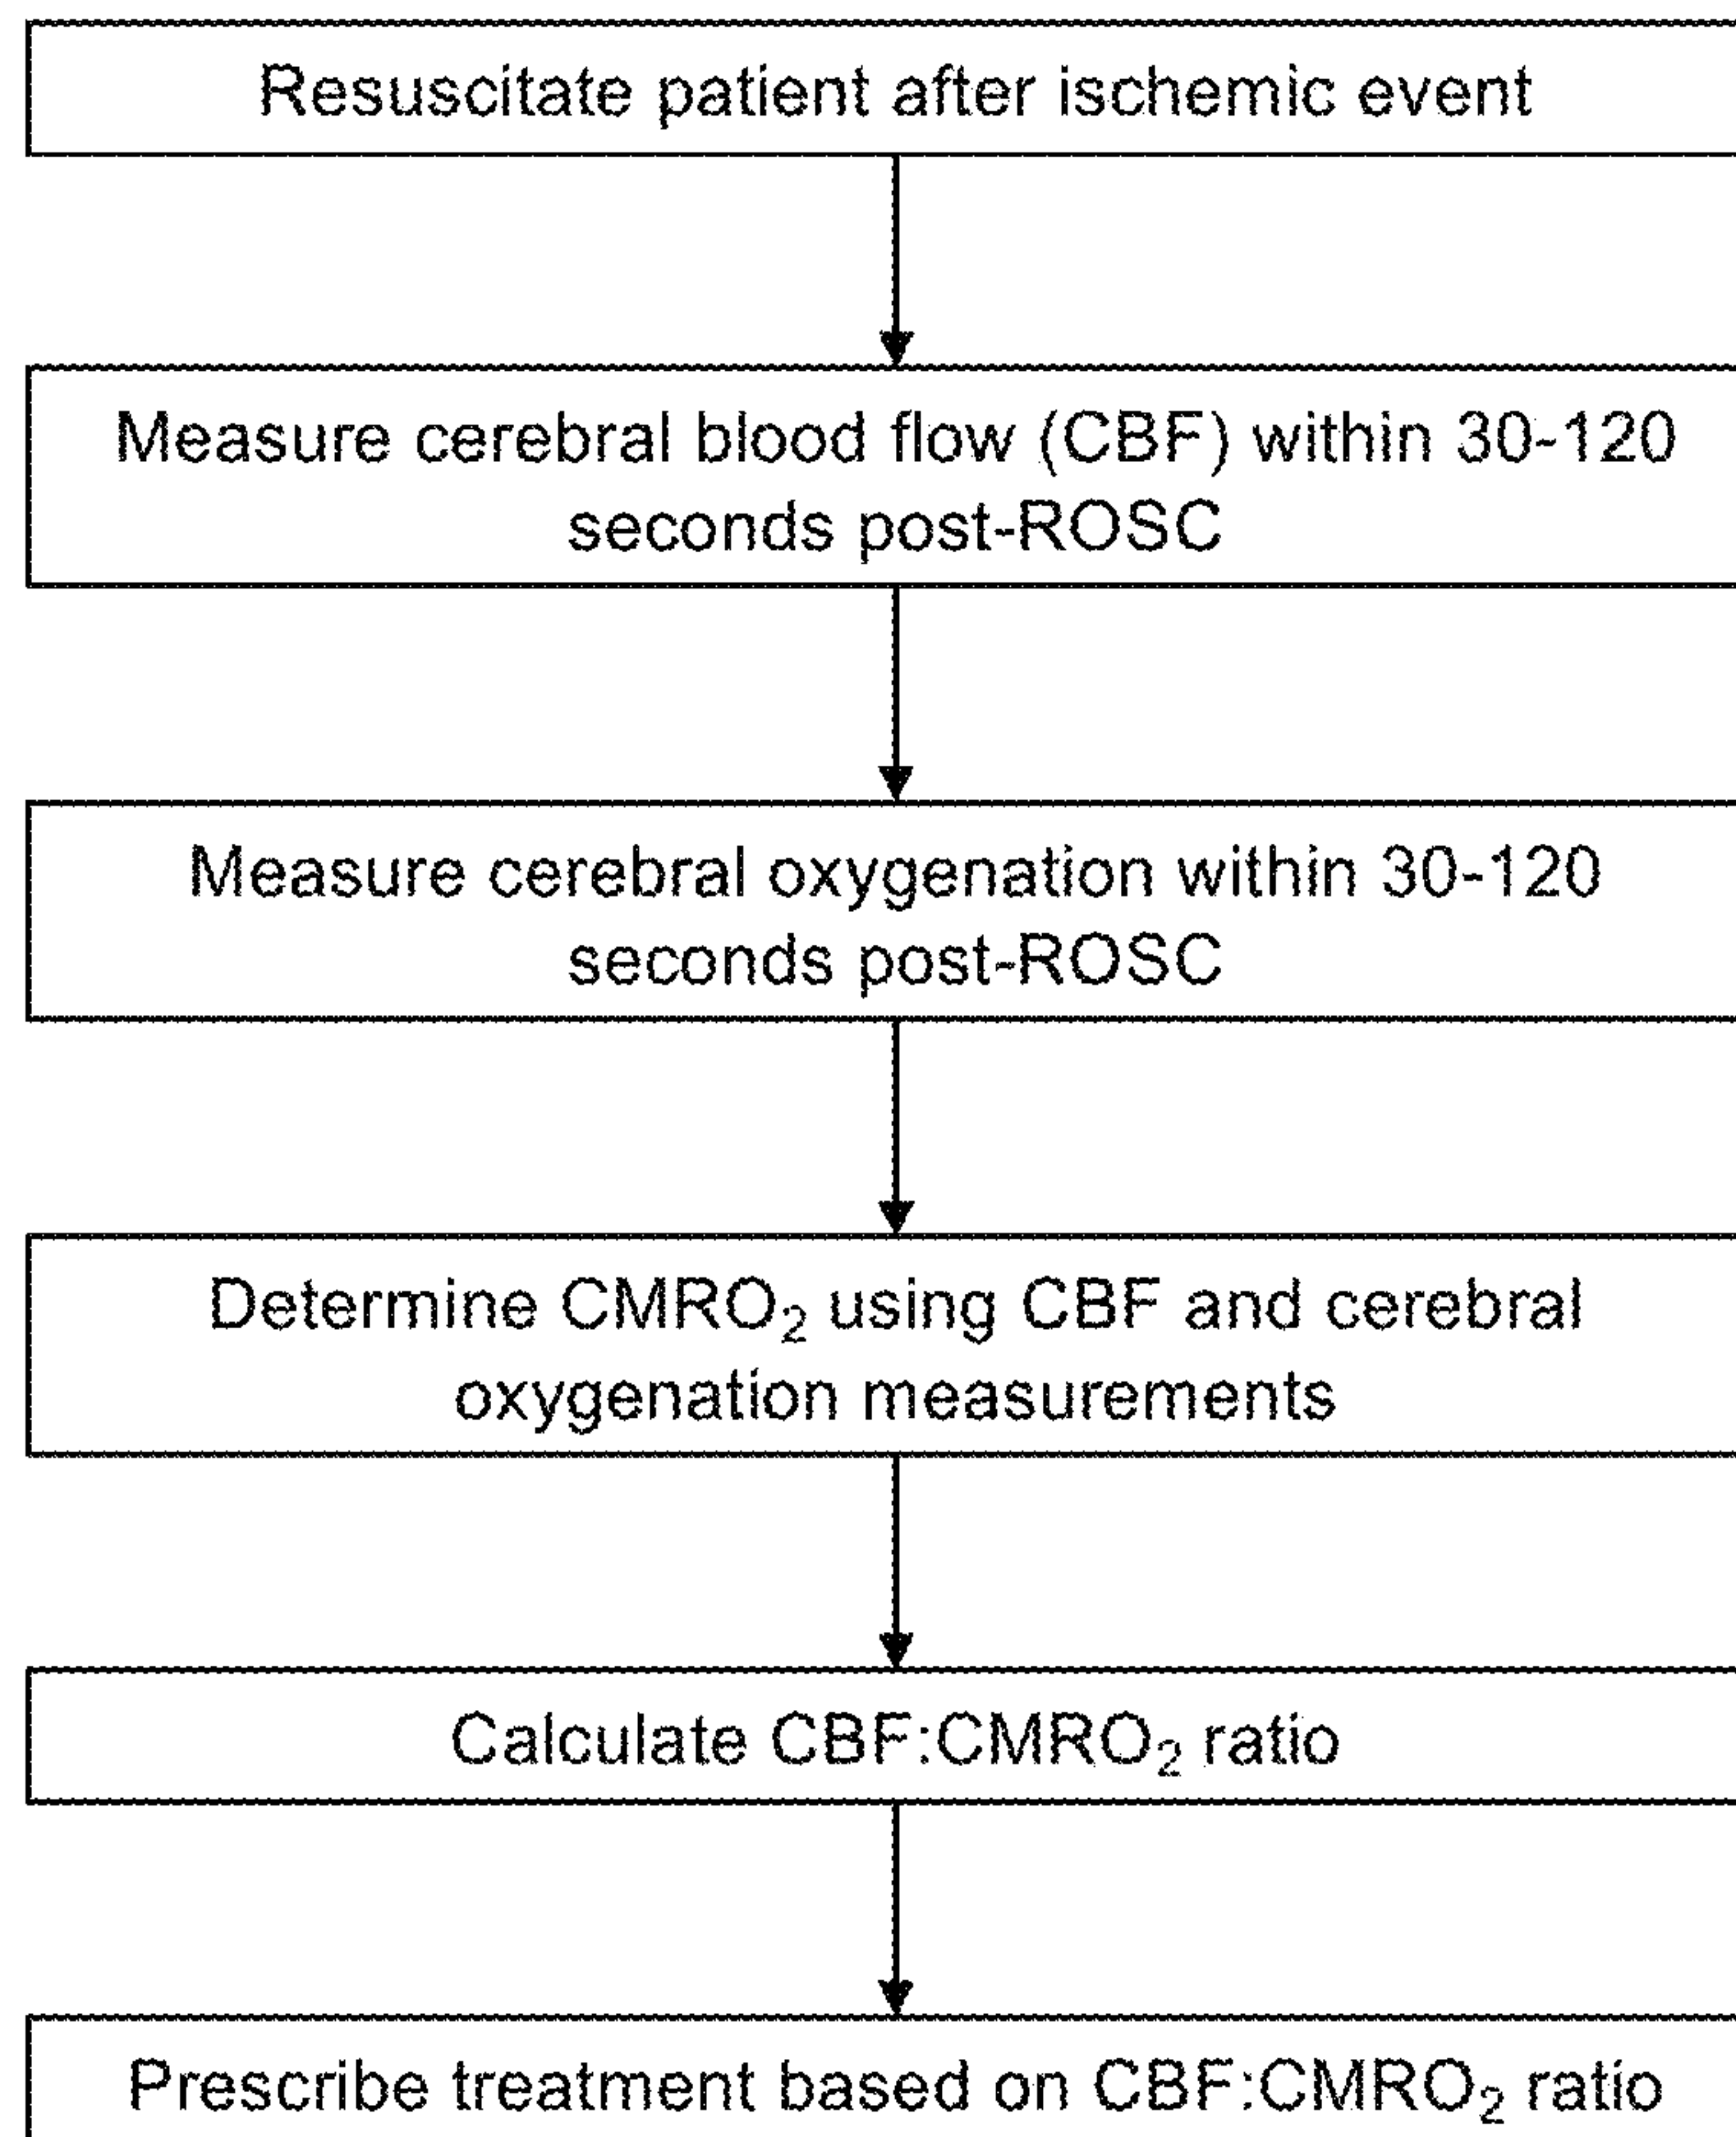 Resuscitate patient after ischemic event
Measure cerebral blood flow (CBF) within 30-120
seconds post-ROSC
Measure cerebral oxygenation within 30-120
seconds post-ROSC
Determine CMRO₂ using CBF and cerebral
oxygenation measurements
Calculate CBF:CMRO₂ ratio
Prescribe treatment based on CBF:CMRO₂ ratio